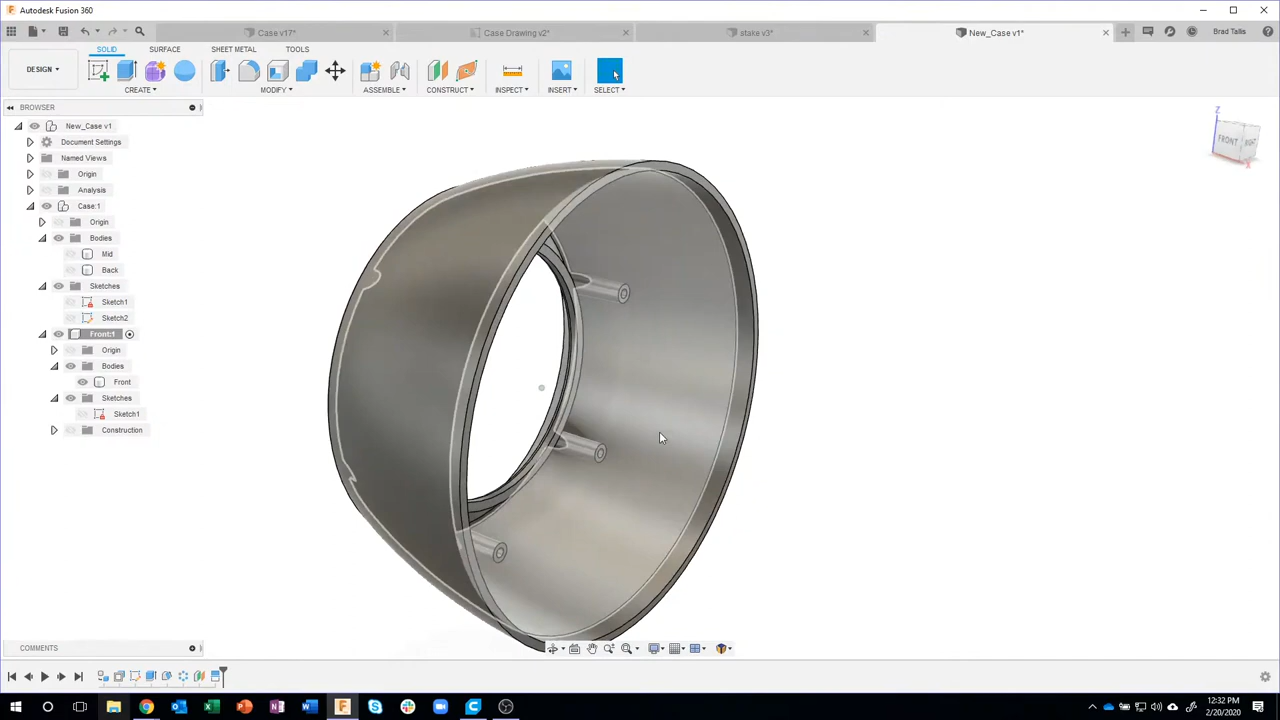 Autodesk Fusion 360
Case v17*
Case Drawing v2*
stake v3*
New_Case v1*
Brad Tallis
SOLID
SURFACE
SHEET METAL
TOOLS
DESIGN
CREATE
MODIFY
ASSEMBLE
CONSTRUCT
INSPECT
INSERT
SELECT
BROWSER
New_Case v1
Document Settings
Named Views
Origin
Analysis
Case:1
Origin
Bodies
Mid
Back
Sketches
Sketch1
Sketch2
Front:1
Origin
Bodies
Front
Sketches
Sketch1
Construction
Z
FRONT
RIGHT
X
COMMENTS
12:32 PM
2/20/2020